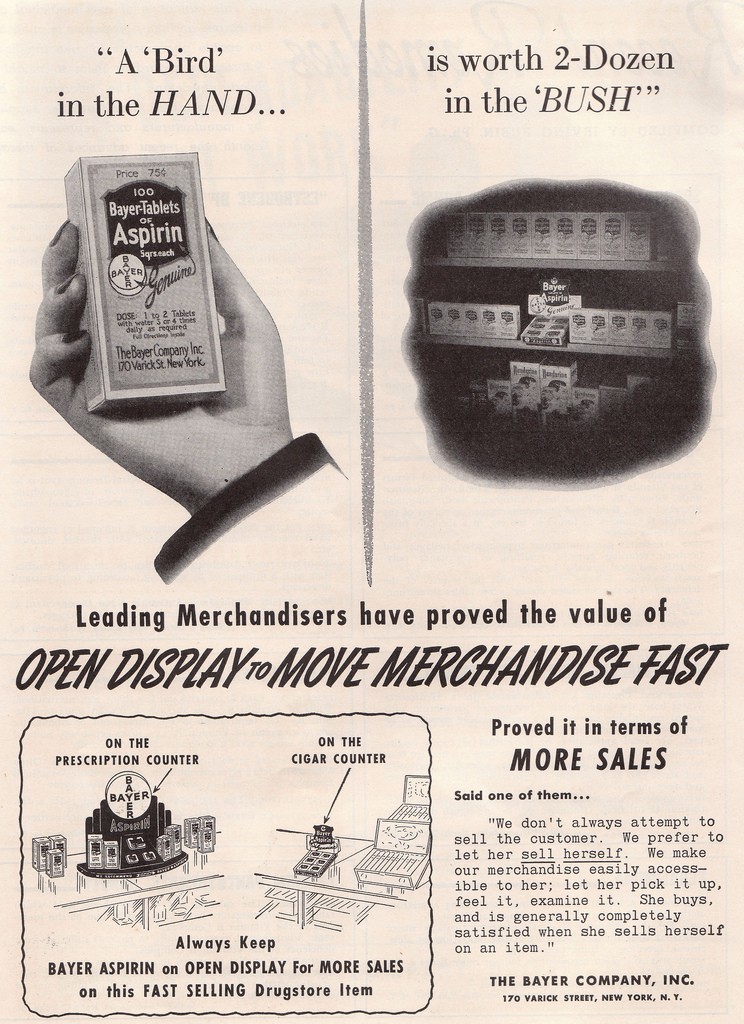 "A 'Bird'
in the HAND...
is worth 2-Dozen
in the 'BUSH'"
Price 75¢
100
Bayer-Tablets
OF
Aspirin
5grs. each
BAYER
BAYER
Genuine
DOSE: 1 to 2 Tablets
with water 3 or 4 times
daily as required
Full Directions Inside
The Bayer Company Inc.
170 Varick St. New York.
Bayer
Aspirin
Genuine
Leading Merchandisers have proved the value of
OPEN DISPLAY TO MOVE MERCHANDISE FAST
ON THE
PRESCRIPTION COUNTER
BAYER
BAYER
ASPIRIN
ON THE
CIGAR COUNTER
Always Keep
BAYER ASPIRIN on OPEN DISPLAY For MORE SALES
on this FAST SELLING Drugstore Item
Proved it in terms of
MORE SALES
Said one of them...
"We don't always attempt to
sell the customer. We prefer to
let her sell herself. We make
our merchandise easily access-
ible to her; let her pick it up,
feel it, examine it. She buys,
and is generally completely
satisfied when she sells herself
on an item."
THE BAYER COMPANY, INC.
170 VARICK STREET, NEW YORK, N. Y.